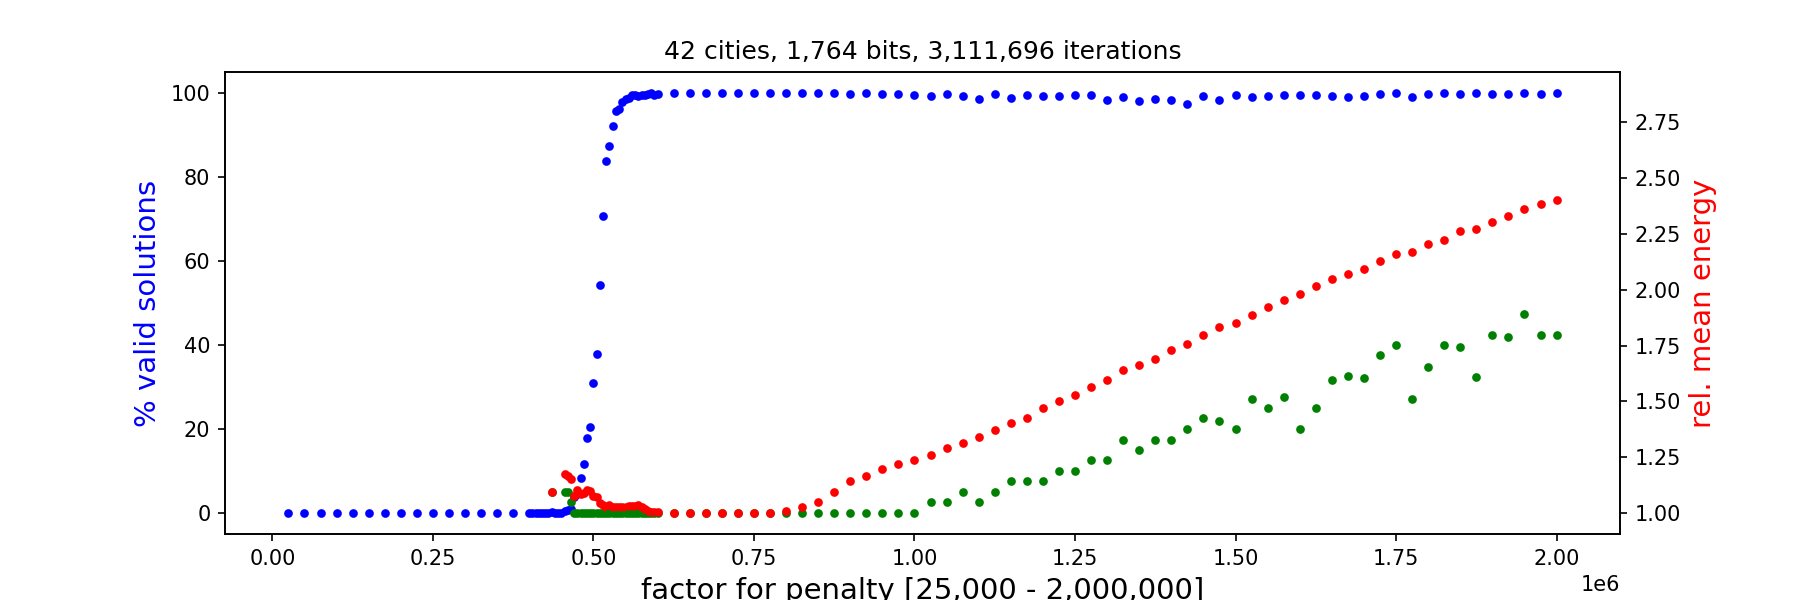 42 cities, 1,764 bits, 3,111,696 iterations
% valid solutions
100
80
60
40
20
0
2.75
2.50
2.25
2.00
1.75
1.50
1.25
1.00
rel. mean energy
0.00 0.25 0.50 0.75 1.00 1.25 1.50 1.75 2.00
1e6
factor for penalty [25,000 - 2,000,000]